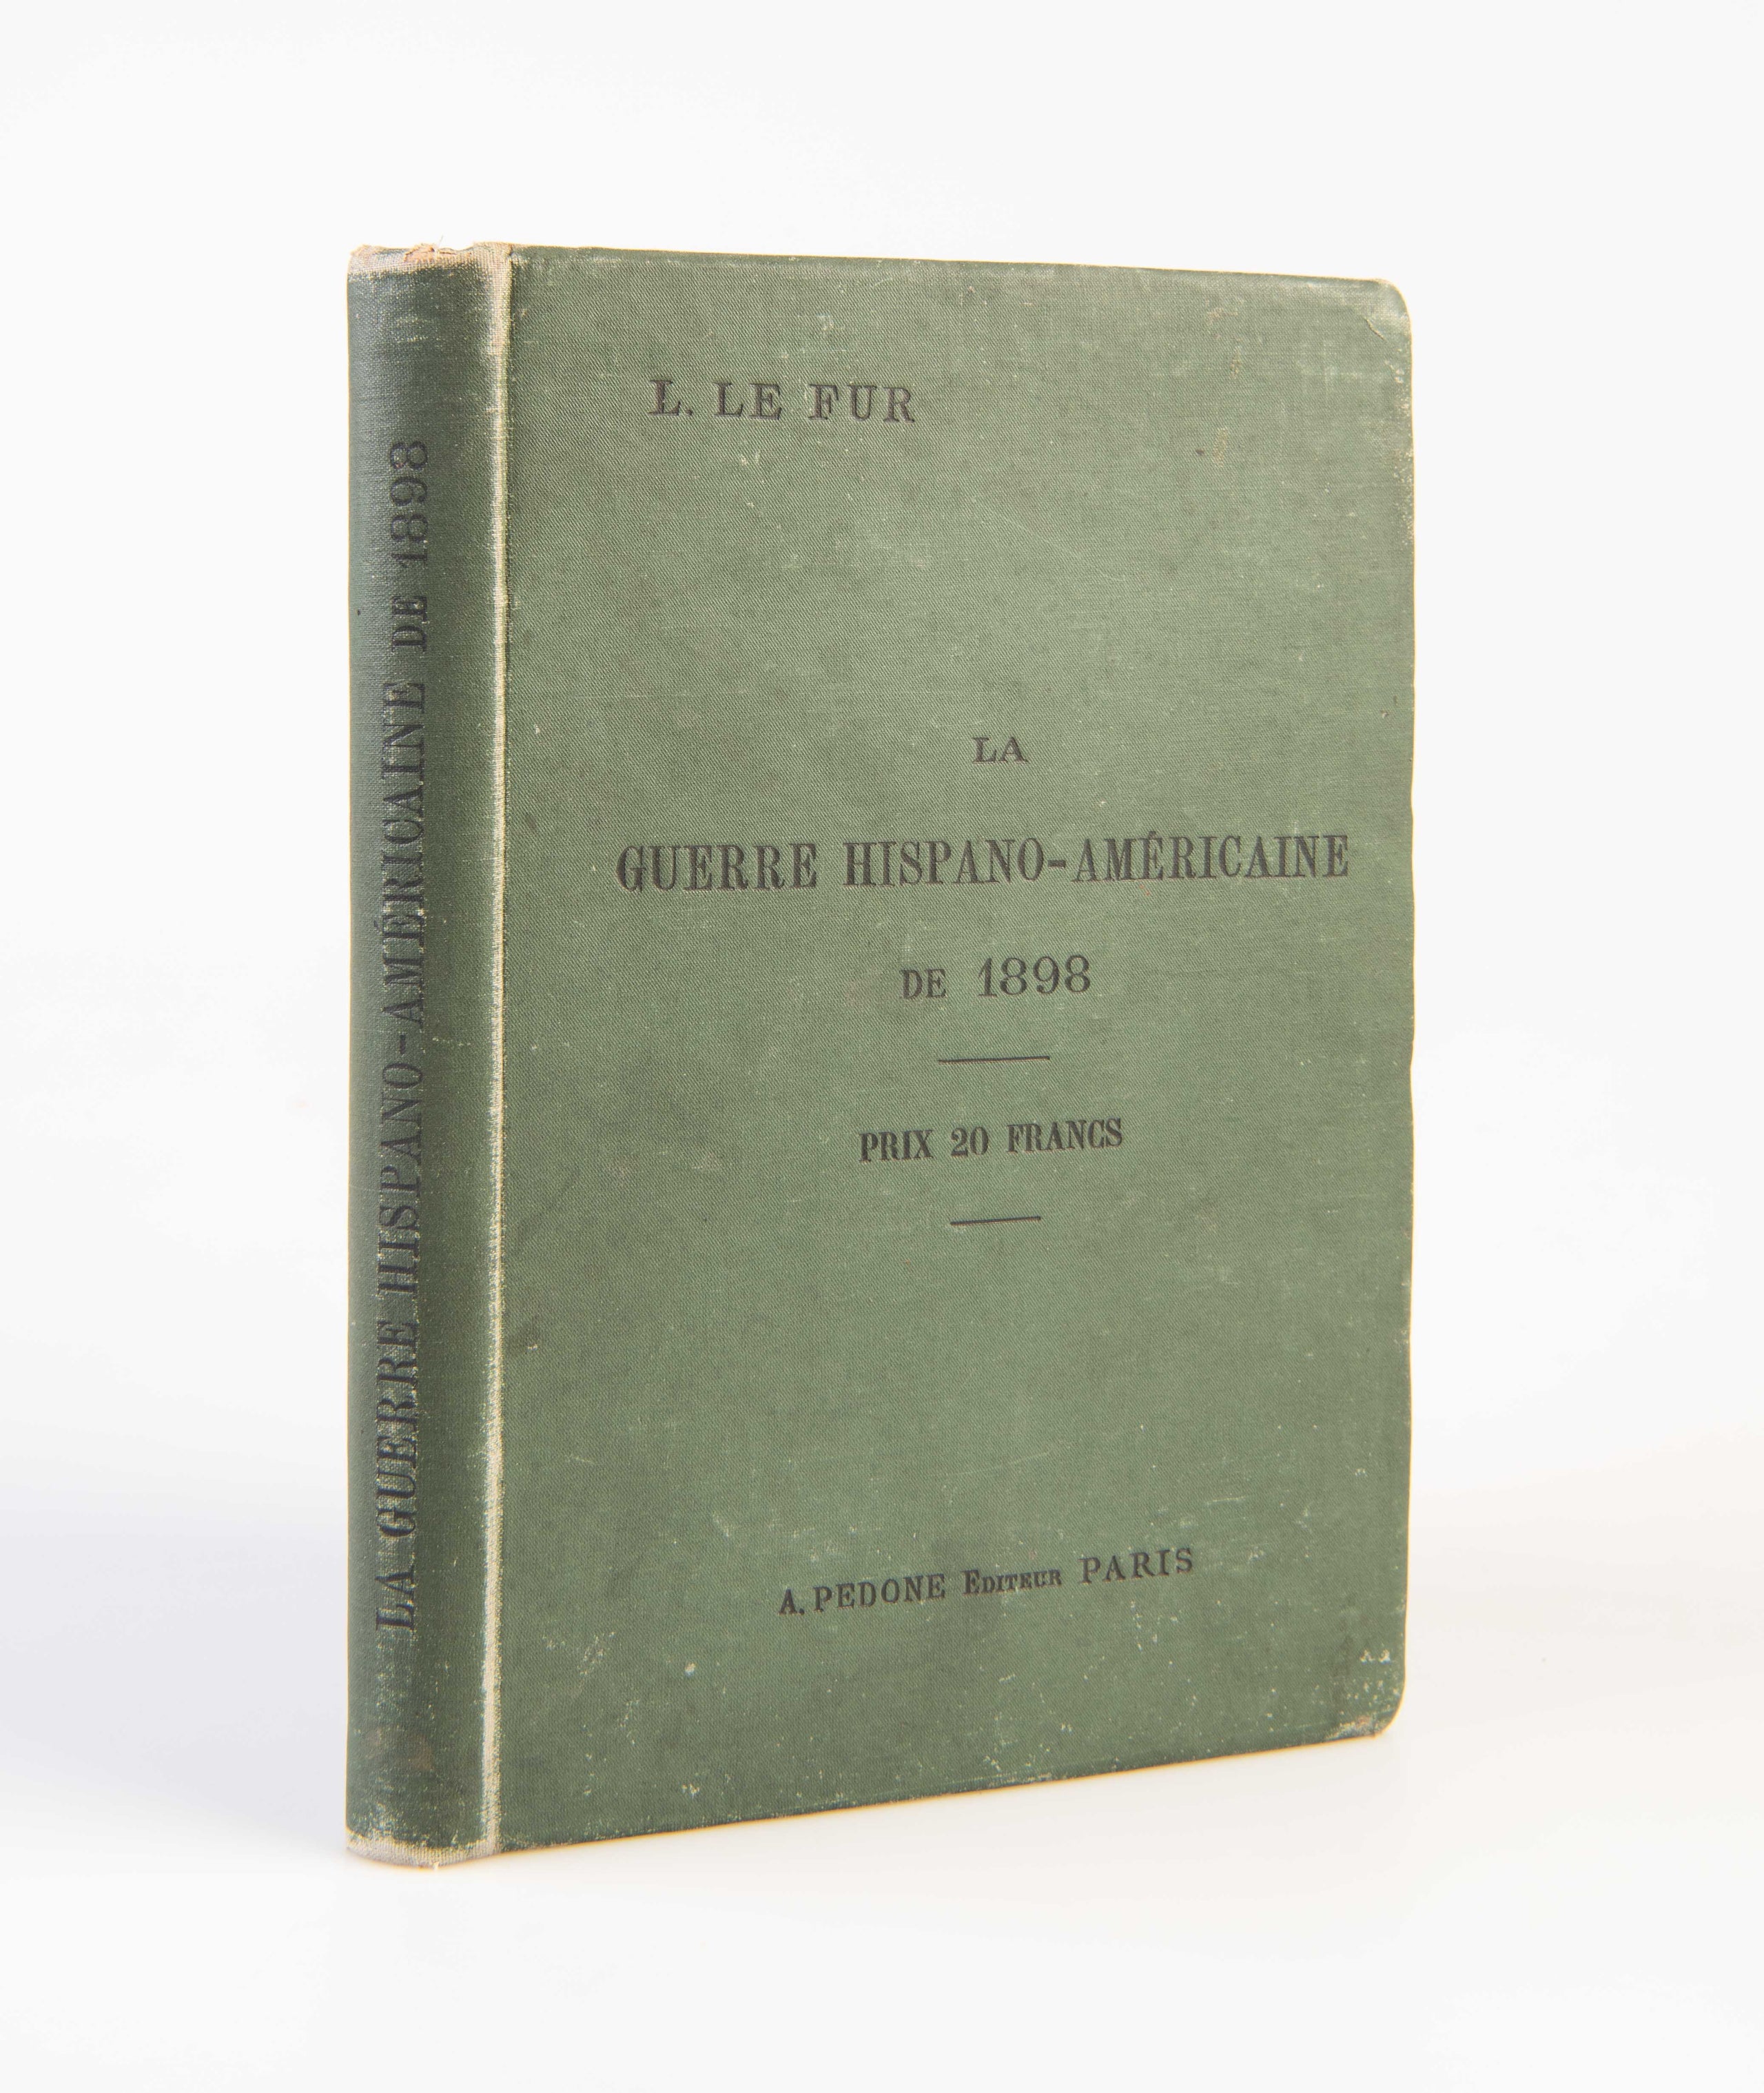 LA GUERRE HISPANO-AMÉRICAINE DE 1898
L. LE FUR
LA
GUERRE HISPANO-AMÉRICAINE
DE 1898
PRIX 20 FRANCS
A. PEDONE EDITEUR PARIS